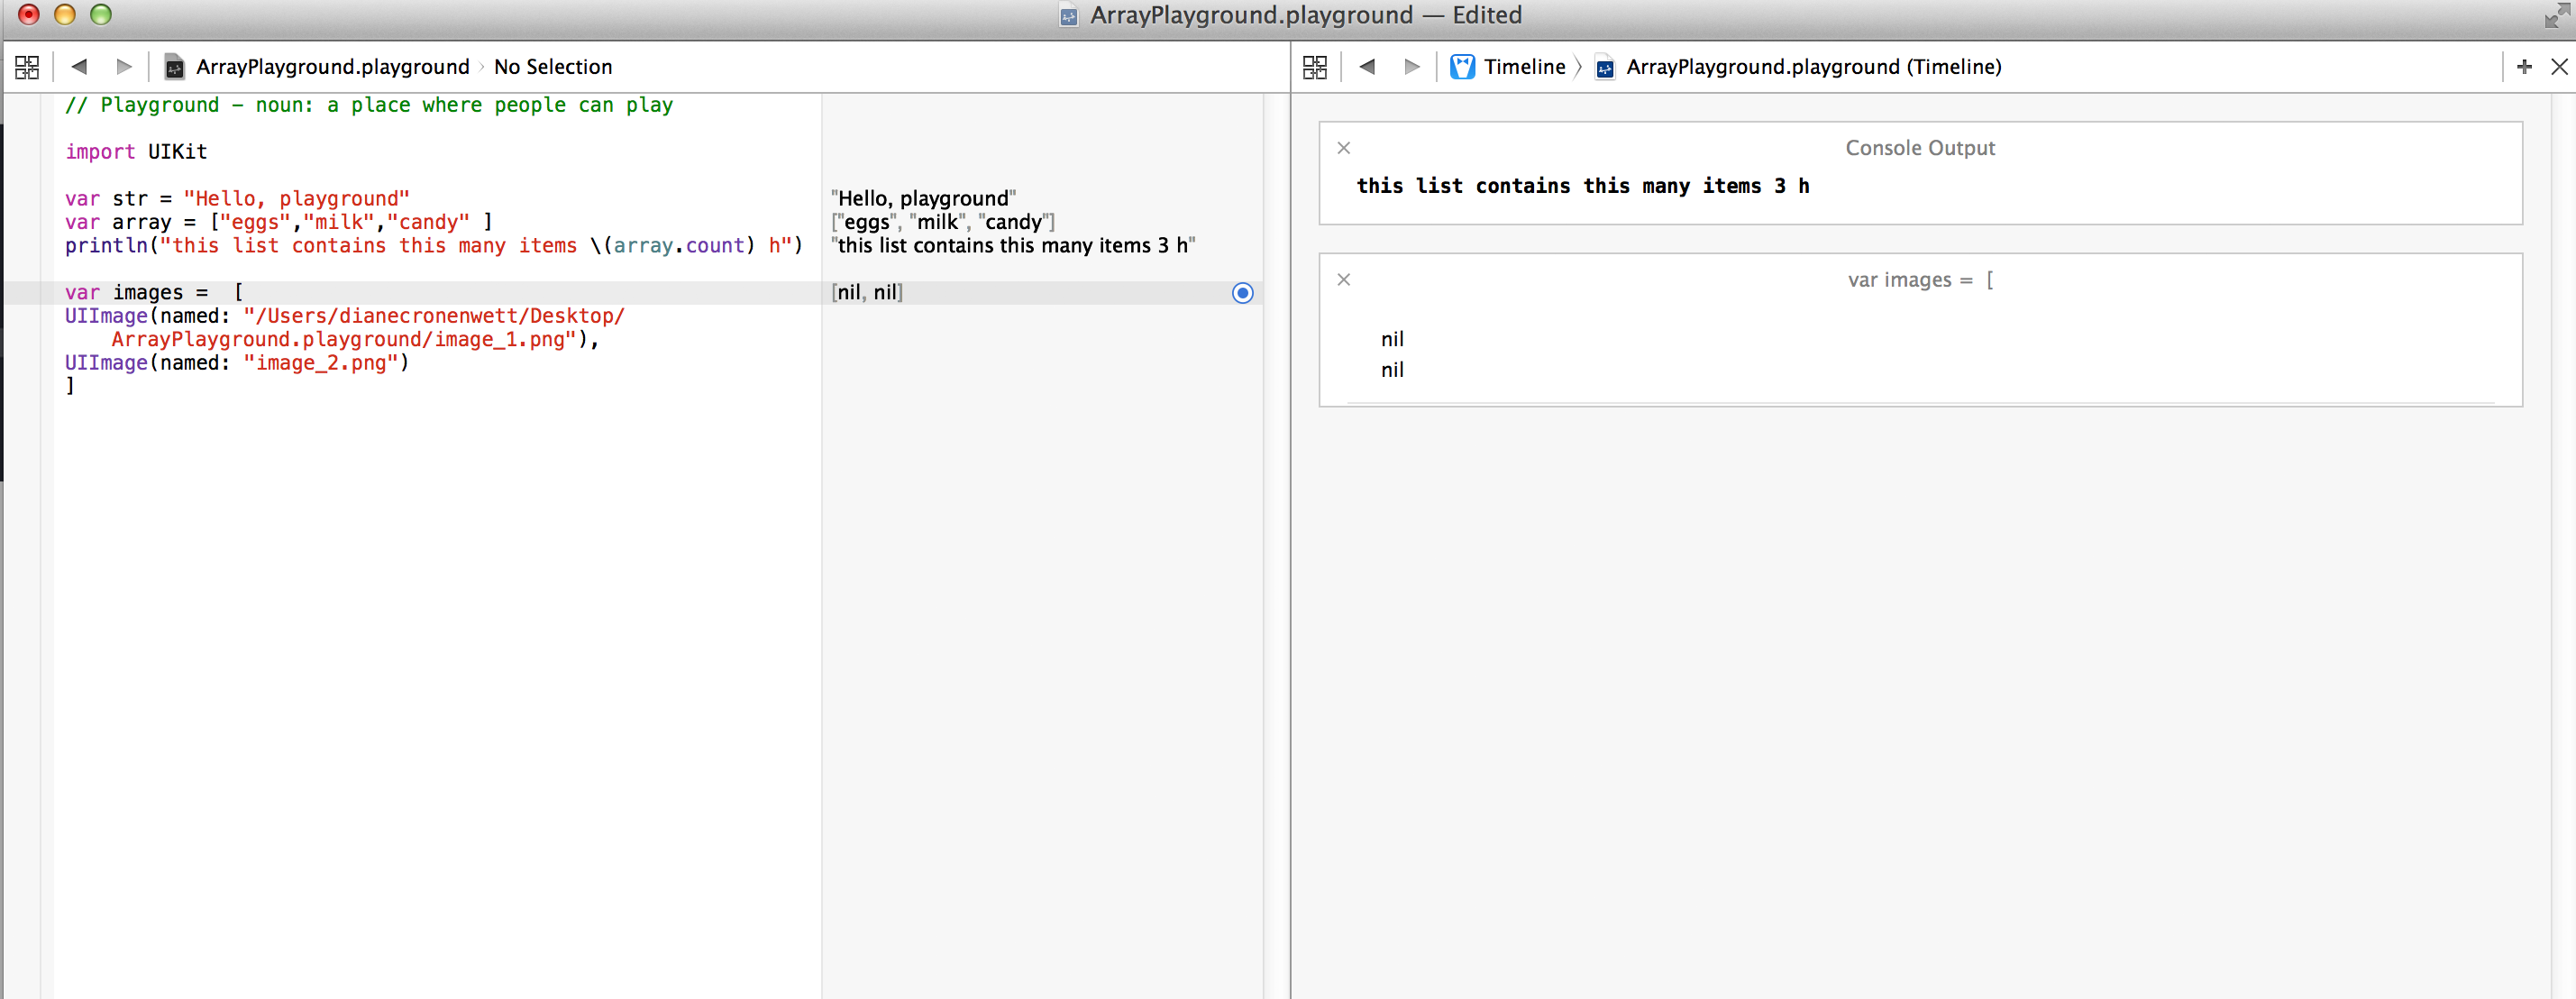 ArrayPlayground.playground — Edited
ArrayPlayground.playground › No Selection
// Playground - noun: a place where people can play
import UIKit
var str = "Hello, playground"
var array = ["eggs","milk","candy" ]
println("this list contains this many items \(array.count) h")
var images =  [
UIImage(named: "/Users/dianecronenwett/Desktop/
ArrayPlayground.playground/image_1.png"),
UIImage(named: "image_2.png")
]
"Hello, playground"
["eggs", "milk", "candy"]
"this list contains this many items 3 h"
[nil, nil]
Timeline › ArrayPlayground.playground (Timeline)
Console Output
this list contains this many items 3 h
var images =  [
nil
nil